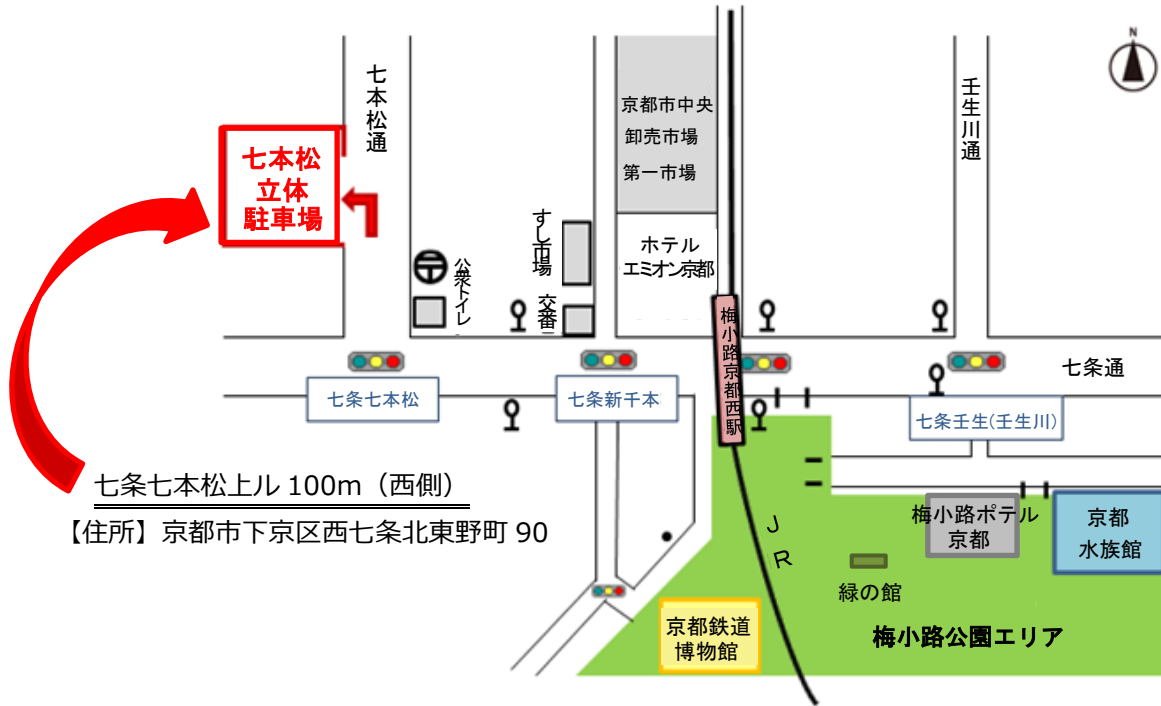 N
七本松通
京都市中央
卸売市場
第一市場
壬生川通
七本松
立体
駐車場
すし市場
ホテル
エミオン京都
公衆トイレ
交番
梅小路京都西駅
七条通
七条七本松
七条新千本
七条壬生(壬生川)
七条七本松上ル 100m（西側）
【住所】京都市下京区西七条北東野町 90
JR
梅小路ポテル
京都
京都
水族館
緑の館
京都鉄道
博物館
梅小路公園エリア